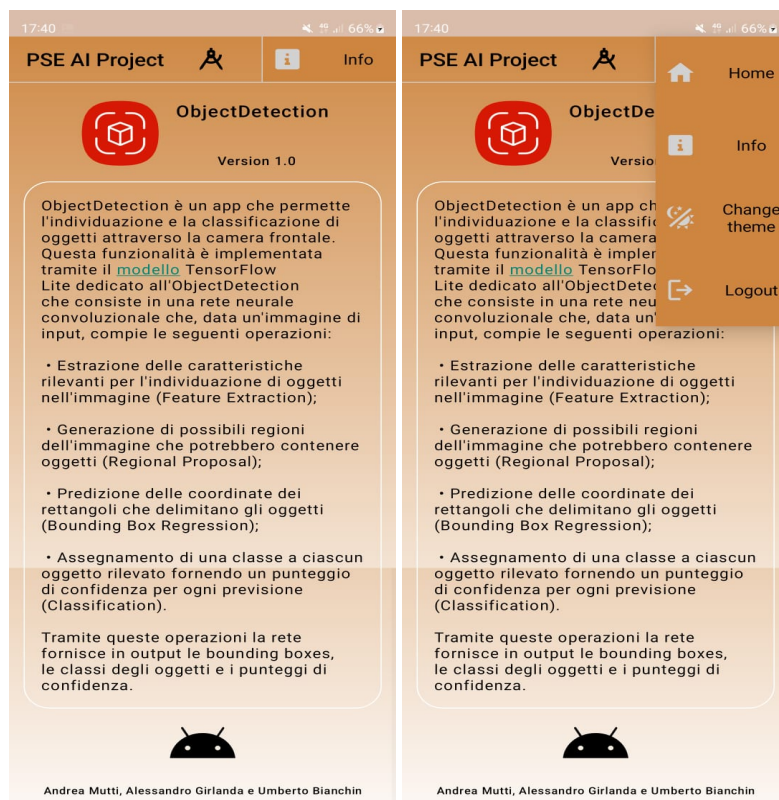 17:40 4G 66%
PSE AI Project Info
ObjectDetection
Version 1.0
ObjectDetection è un app che permette
l'individuazione e la classificazione di
oggetti attraverso la camera frontale.
Questa funzionalità è implementata
tramite il modello TensorFlow
Lite dedicato all'ObjectDetection
che consiste in una rete neurale
convoluzionale che, data un'immagine di
input, compie le seguenti operazioni:
• Estrazione delle caratteristiche
rilevanti per l'individuazione di oggetti
nell'immagine (Feature Extraction);
• Generazione di possibili regioni
dell'immagine che potrebbero contenere
oggetti (Regional Proposal);
• Predizione delle coordinate dei
rettangoli che delimitano gli oggetti
(Bounding Box Regression);
• Assegnamento di una classe a ciascun
oggetto rilevato fornendo un punteggio
di confidenza per ogni previsione
(Classification).
Tramite queste operazioni la rete
fornisce in output le bounding boxes,
le classi degli oggetti e i punteggi di
confidenza.
Andrea Mutti, Alessandro Girlanda e Umberto Bianchin
17:40 4G 66%
PSE AI Project
Home
Info
Change
theme
Logout
ObjectDe
Versio
ObjectDetection è un app ch
l'individuazione e la classific
oggetti attraverso la camera
Questa funzionalità è impler
tramite il modello TensorFlo
Lite dedicato all'ObjectDetec
che consiste in una rete neu
convoluzionale che, data un'
input, compie le seguenti operazioni:
• Estrazione delle caratteristiche
rilevanti per l'individuazione di oggetti
nell'immagine (Feature Extraction);
• Generazione di possibili regioni
dell'immagine che potrebbero contenere
oggetti (Regional Proposal);
• Predizione delle coordinate dei
rettangoli che delimitano gli oggetti
(Bounding Box Regression);
• Assegnamento di una classe a ciascun
oggetto rilevato fornendo un punteggio
di confidenza per ogni previsione
(Classification).
Tramite queste operazioni la rete
fornisce in output le bounding boxes,
le classi degli oggetti e i punteggi di
confidenza.
Andrea Mutti, Alessandro Girlanda e Umberto Bianchin